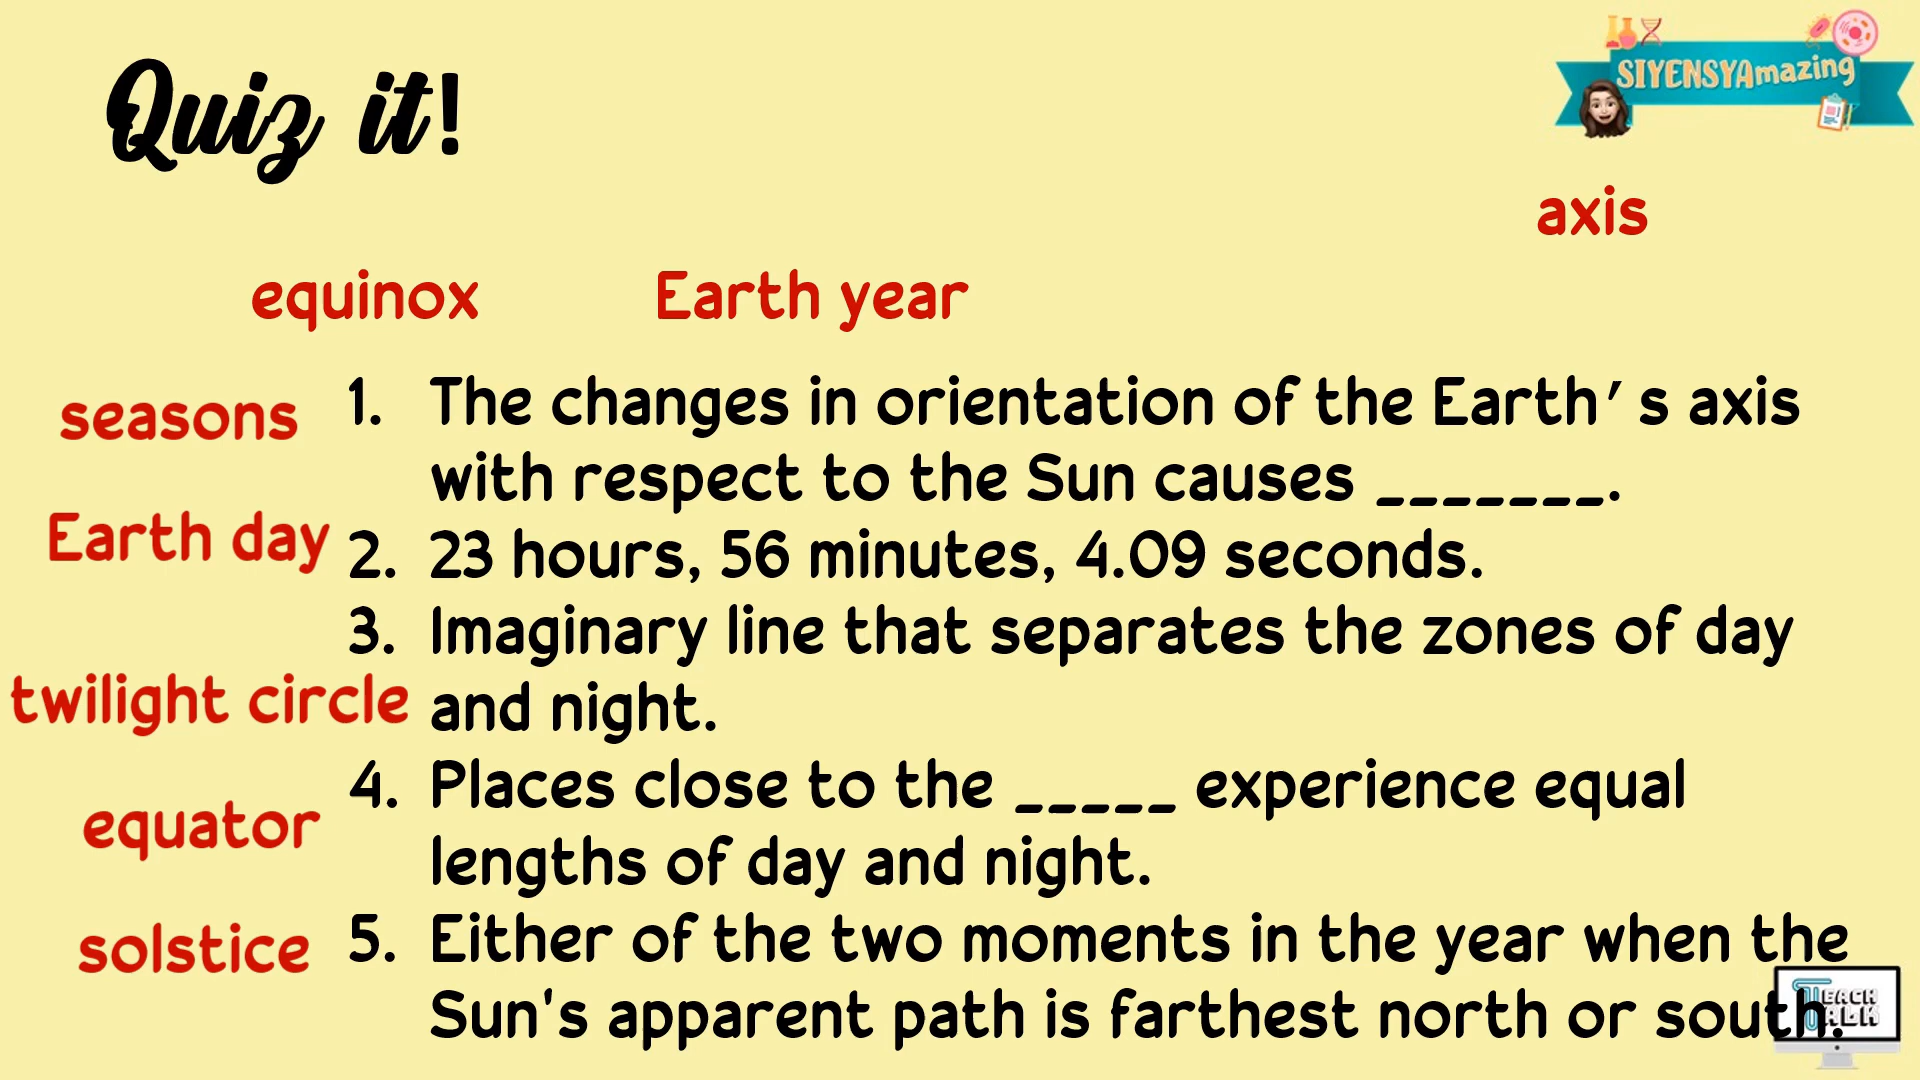 Quiz it!
SIYENSYAmazing
axis
equinox
Earth year
seasons
1. The changes in orientation of the Earth’s axis
with respect to the Sun causes _______.
Earth day
2. 23 hours, 56 minutes, 4.09 seconds.
3. Imaginary line that separates the zones of day
twilight circle
and night.
equator
4. Places close to the _____ experience equal
lengths of day and night.
solstice
5. Either of the two moments in the year when the
Sun's apparent path is farthest north or south.
TEACH
TALK